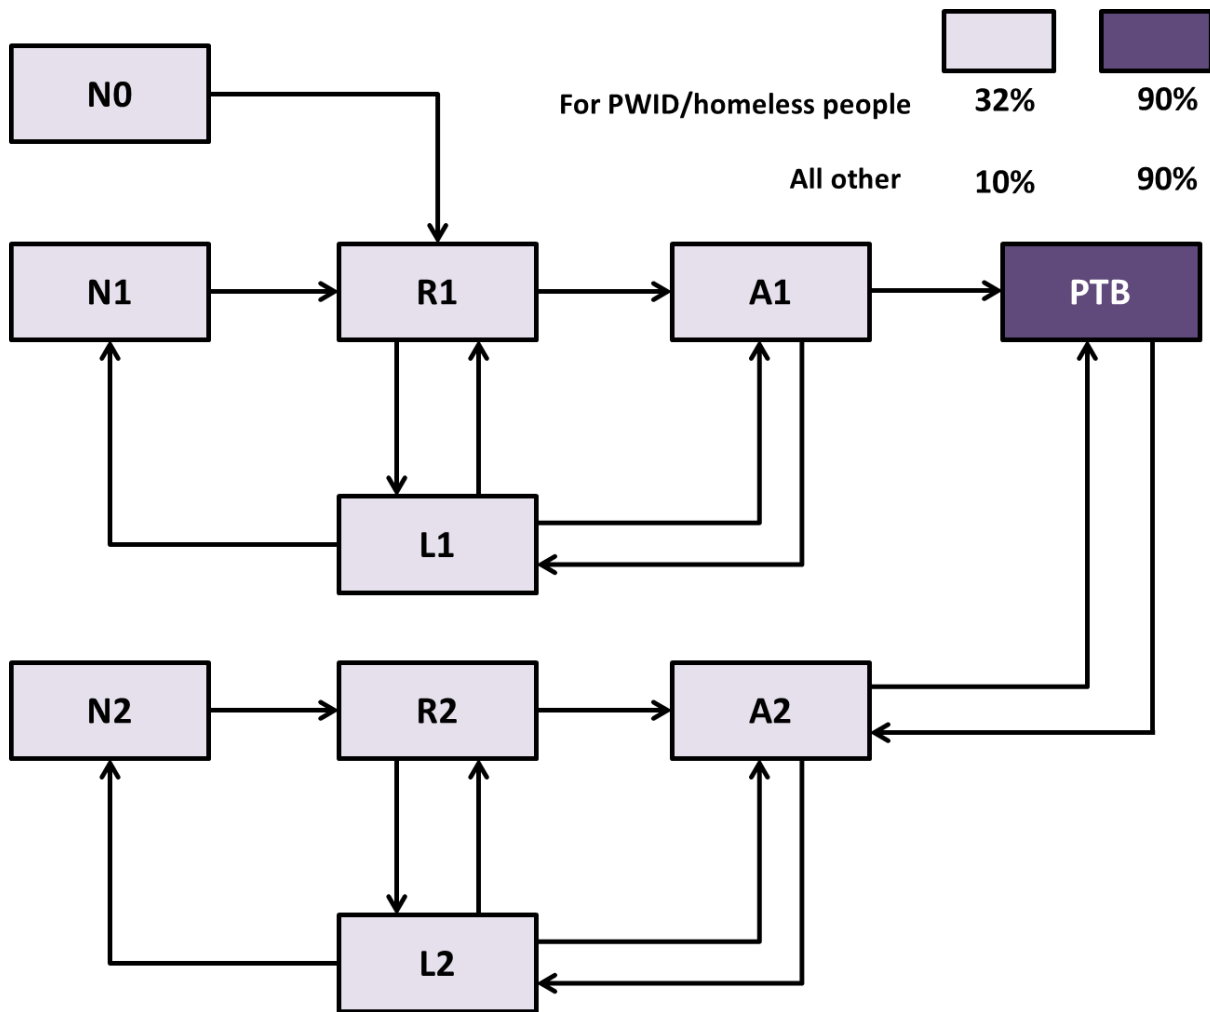 N0
For PWID/homeless people 32% 90%
All other 10% 90%
N1 R1 A1 PTB
L1
N2 R2 A2
L2